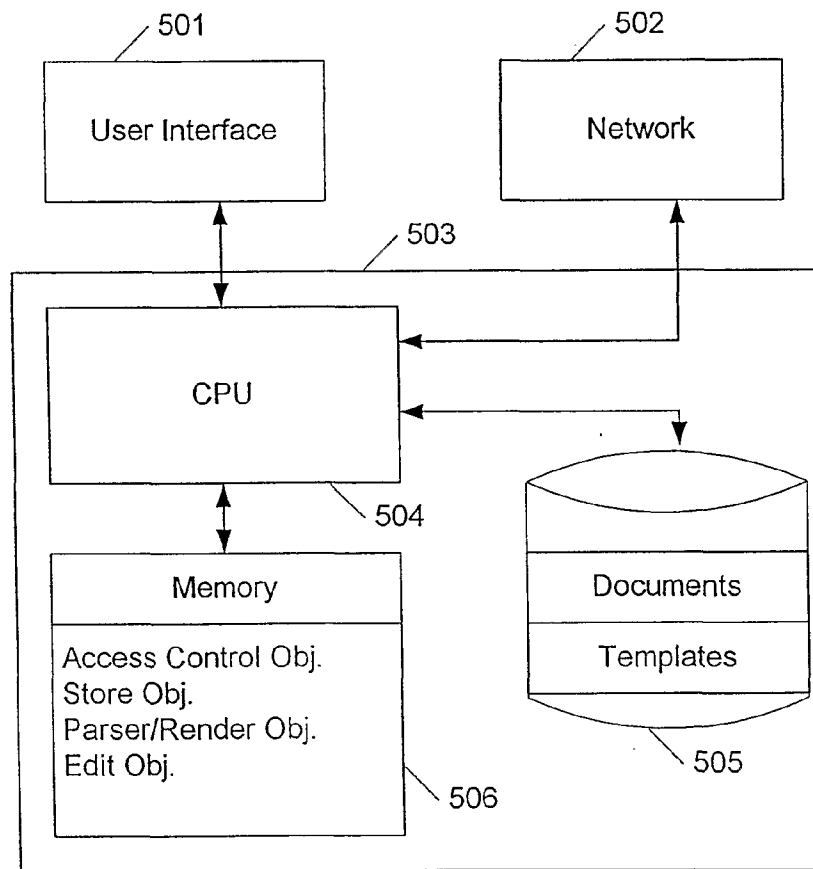 501
502
User Interface
Network
503
CPU
504
Memory
Documents
Templates
Access Control Obj.
Store Obj.
Parser/Render Obj.
Edit Obj.
505
506